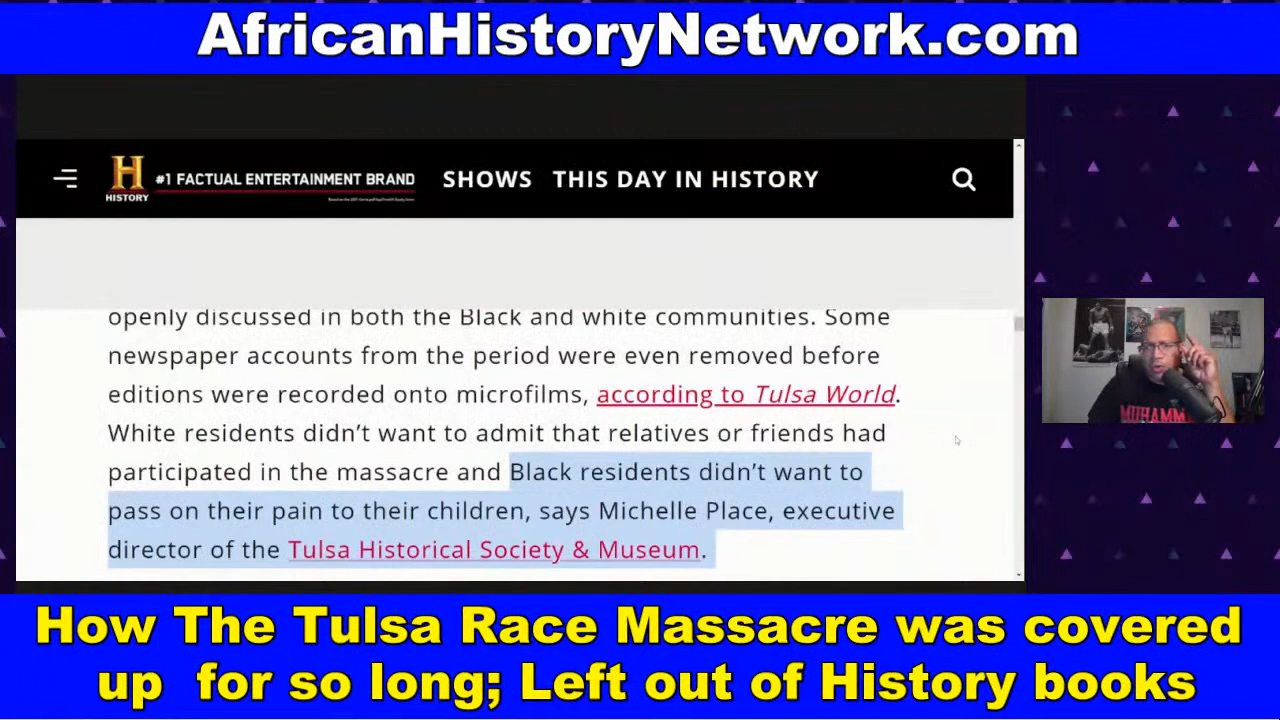 AfricanHistoryNetwork.com
H
HISTORY
#1 FACTUAL ENTERTAINMENT BRAND
SHOWS THIS DAY IN HISTORY
openly discussed in both the Black and white communities. Some
newspaper accounts from the period were even removed before
editions were recorded onto microfilms, according to Tulsa World.
White residents didn’t want to admit that relatives or friends had
participated in the massacre and Black residents didn’t want to
pass on their pain to their children, says Michelle Place, executive
director of the Tulsa Historical Society & Museum.
MUHAMM
How The Tulsa Race Massacre was covered
up for so long; Left out of History books